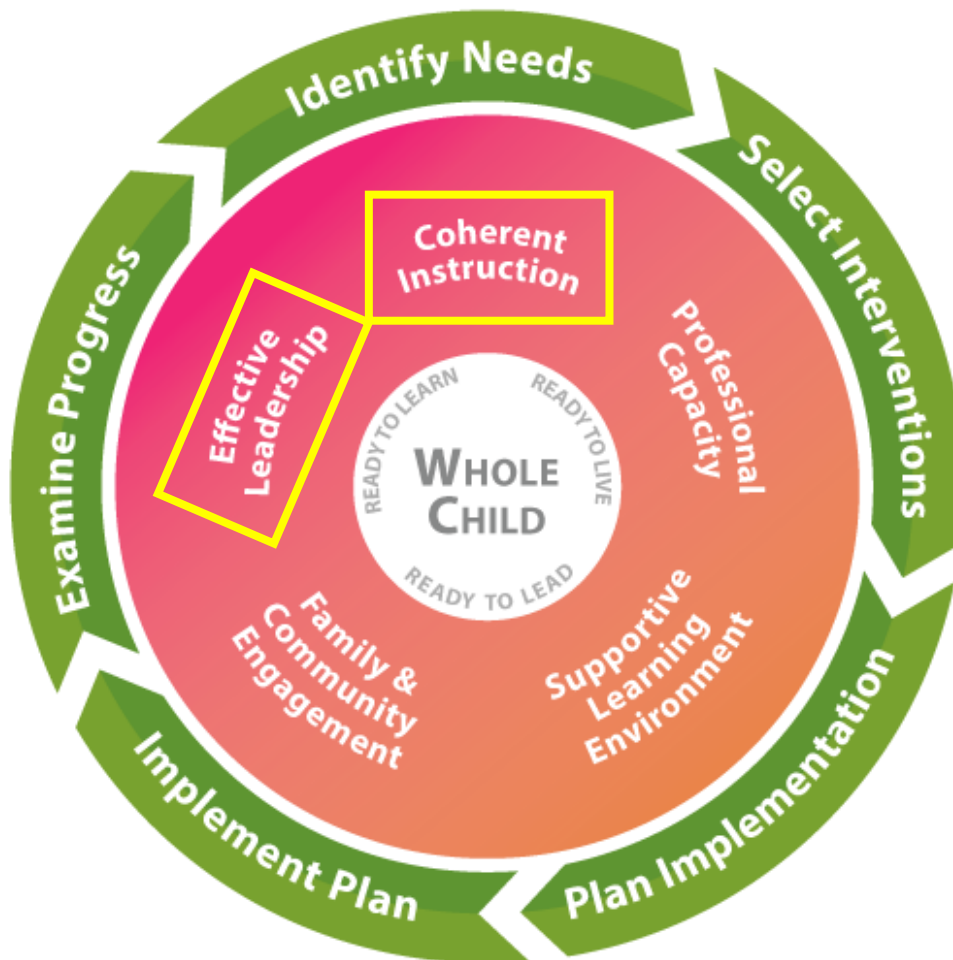 Identify Needs
Select Interventions
Plan Implementation
Implement Plan
Examine Progress
Coherent
Instruction
Professional
Capacity
Supportive
Learning
Environment
Family &
Community
Engagement
Effective
Leadership
READY TO LEARN
READY TO LIVE
READY TO LEAD
WHOLE
CHILD